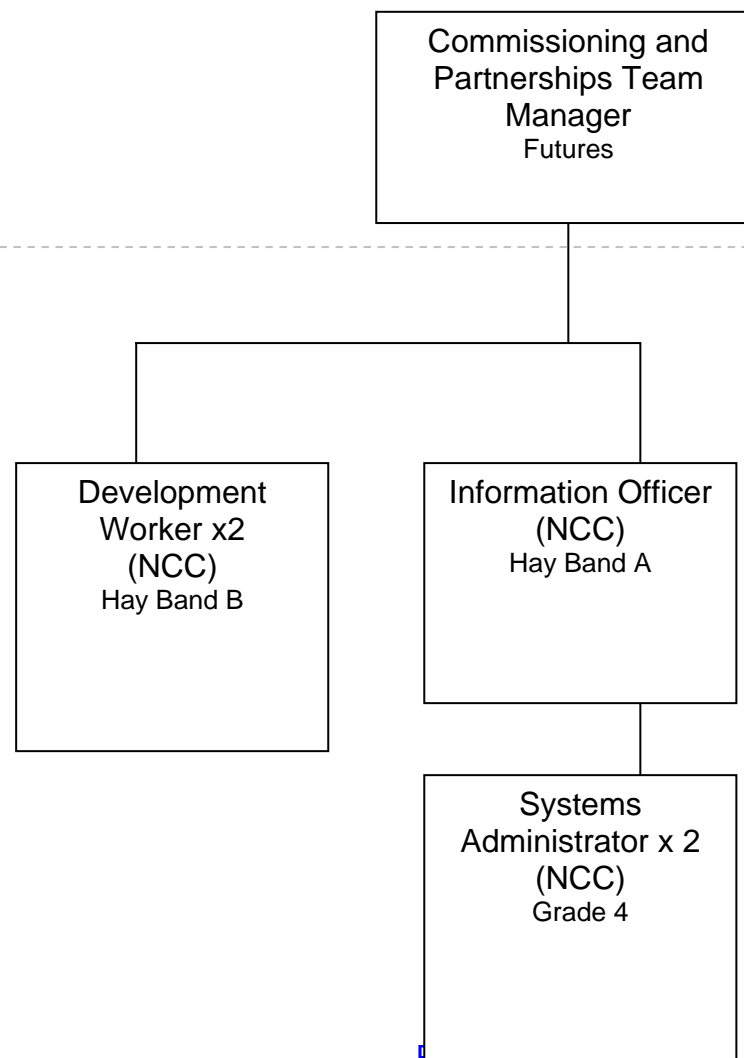 Commissioning and
Partnerships Team
Manager
Futures
Development
Worker x2
(NCC)
Hay Band B
Information Officer
(NCC)
Hay Band A
Systems
Administrator x 2
(NCC)
Grade 4